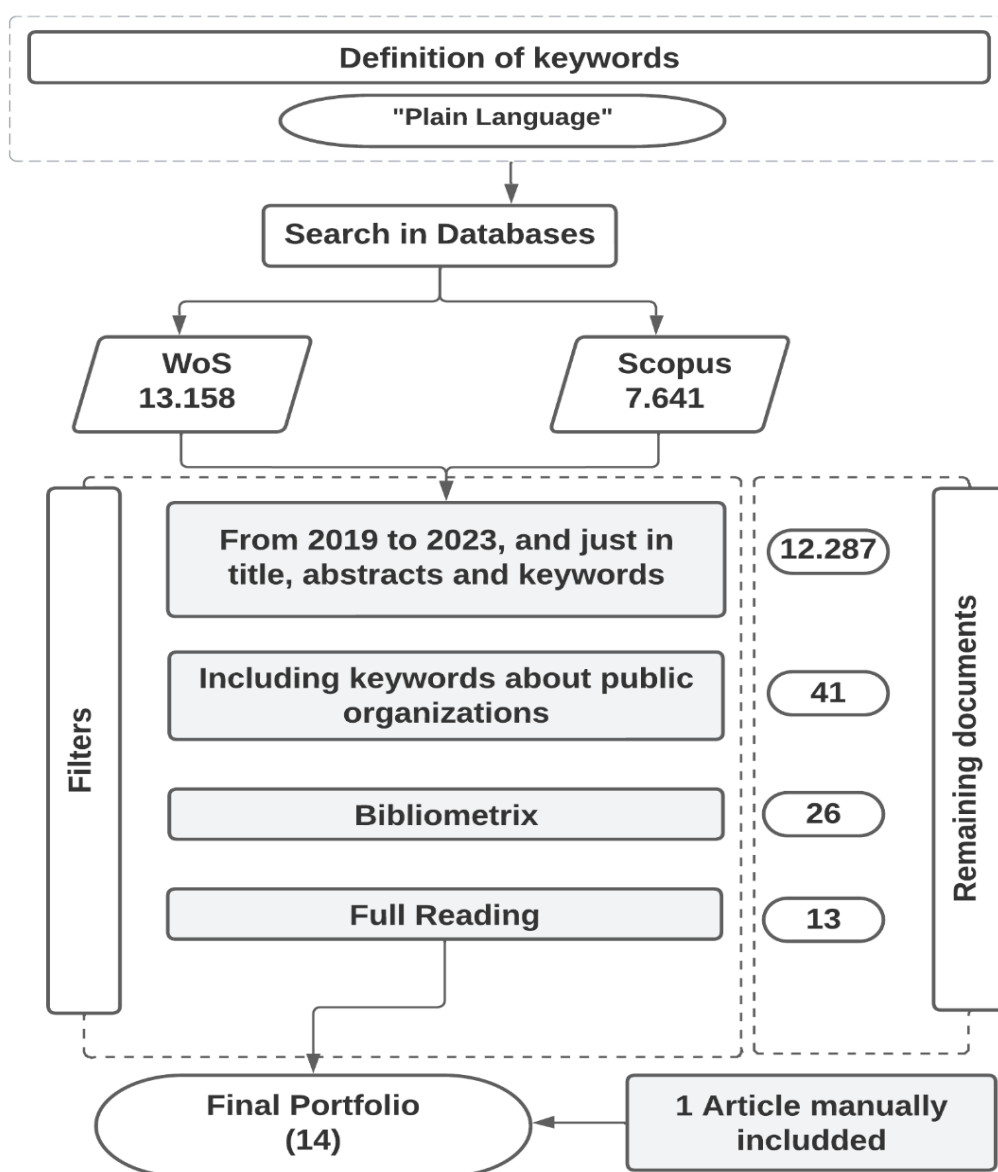 Definition of keywords
"Plain Language"
Search in Databases
WoS
13.158
Scopus
7.641
Filters
From 2019 to 2023, and just in
title, abstracts and keywords
12.287
Including keywords about public
organizations
41
Bibliometrix
26
Full Reading
13
Remaining documents
Final Portfolio
(14)
1 Article manually
includded